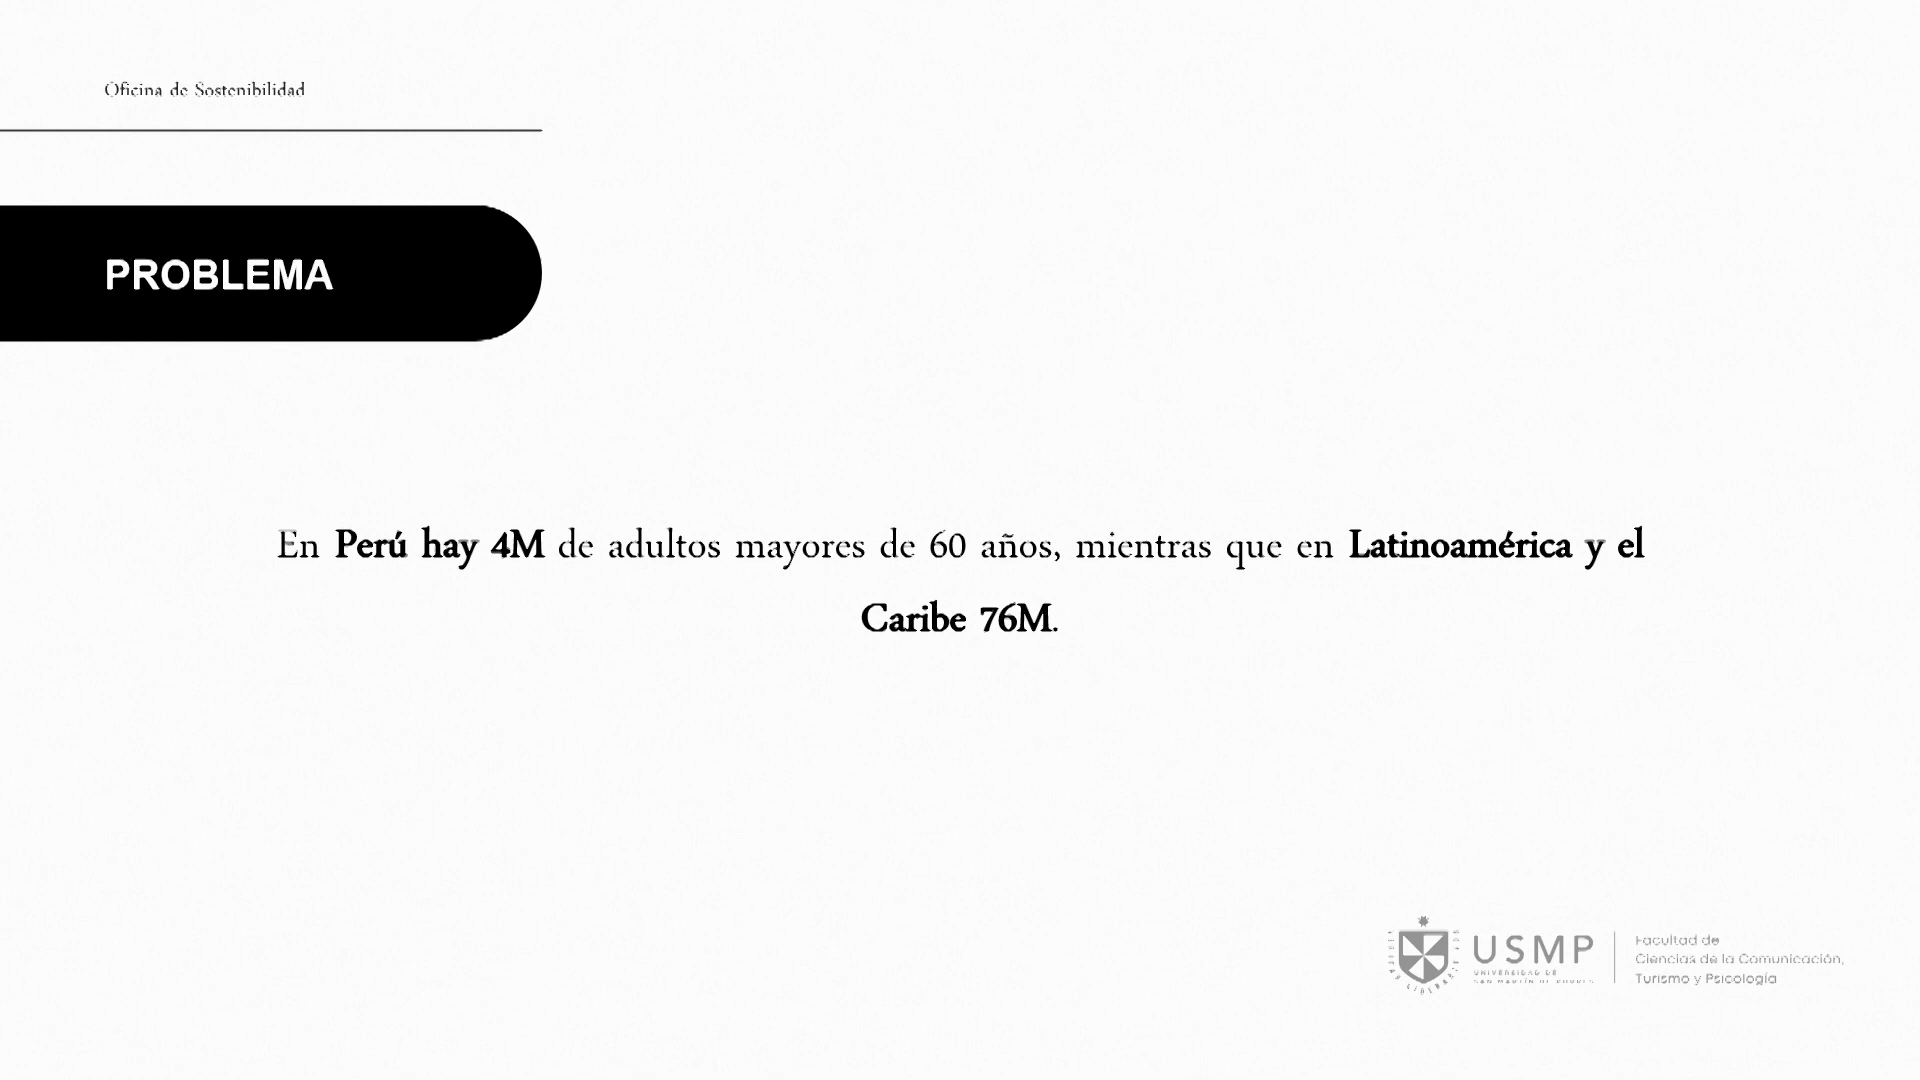 Oficina de Sostenibilidad
PROBLEMA
En Perú hay 4M de adultos mayores de 60 años, mientras que en Latinoamérica y el
Caribe 76M.
USMP
UNIVERSIDAD DE
SAN MARTÍN DE PORRES
Facultad de
Ciencias de la Comunicación,
Turismo y Psicología